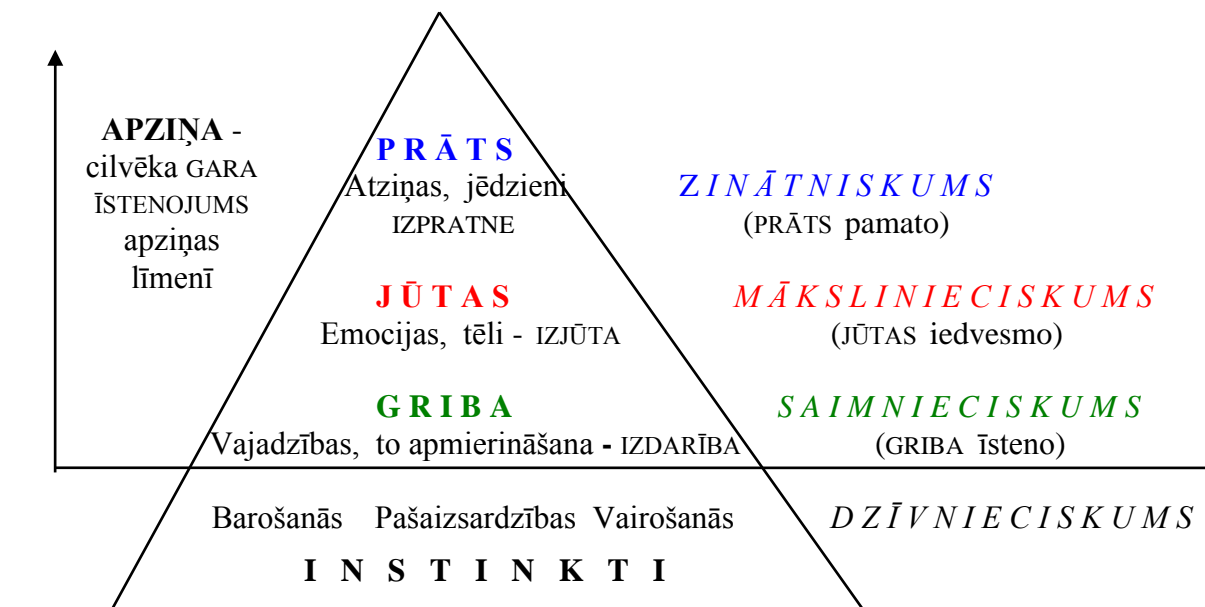 APZIŅA -
cilvēka GARA
ĪSTENOJUMS
apziņas
līmenī
P R Ā T S
Atziņas, jēdzieni
IZPRATNE
Z I N Ā T N I S K U M S
(PRĀTS pamato)
J Ū T A S
Emocijas, tēli - IZJŪTA
M Ā K S L I N I E C I S K U M S
(JŪTAS iedvesmo)
G R I B A
Vajadzības, to apmierināšana - IZDARĪBA
S A I M N I E C I S K U M S
(GRIBA īsteno)
Barošanās Pašaizsardzības Vairošanās
D Z Ī V N I E C I S K U M S
I N S T I N K T I